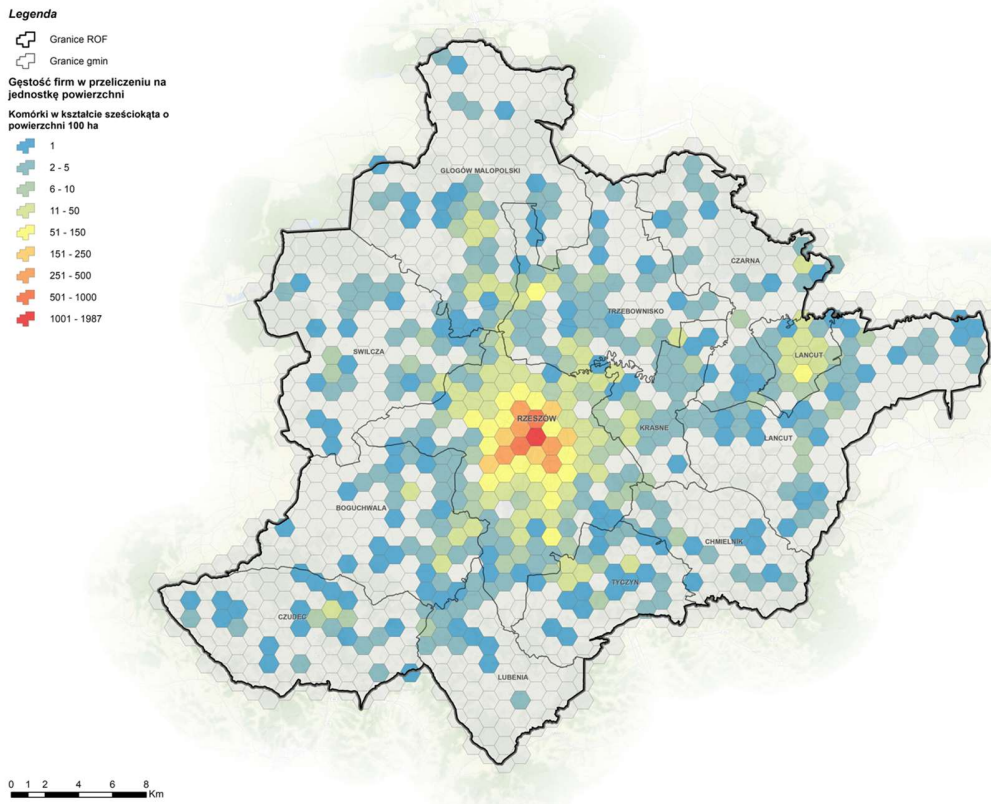 Legenda
Granice ROF
Granice gmin
Gęstość firm w przeliczeniu na
jednostkę powierzchni
Komórki w kształcie sześciokąta o
powierzchni 100 ha
1
2 - 5
6 - 10
11 - 50
51 - 150
151 - 250
251 - 500
501 - 1000
1001 - 1987
GŁOGÓW MAŁOPOLSKI
CZARNA
TRZEBOWNISKO
ŚWILCZA
ŁAŃCUT
RZESZÓW
KRASNE
ŁAŃCUT
BOGUCHWAŁA
CHMIELNIK
TYCZYN
CZUDEC
LUBENIA
0 1 2 4 6 8
Km